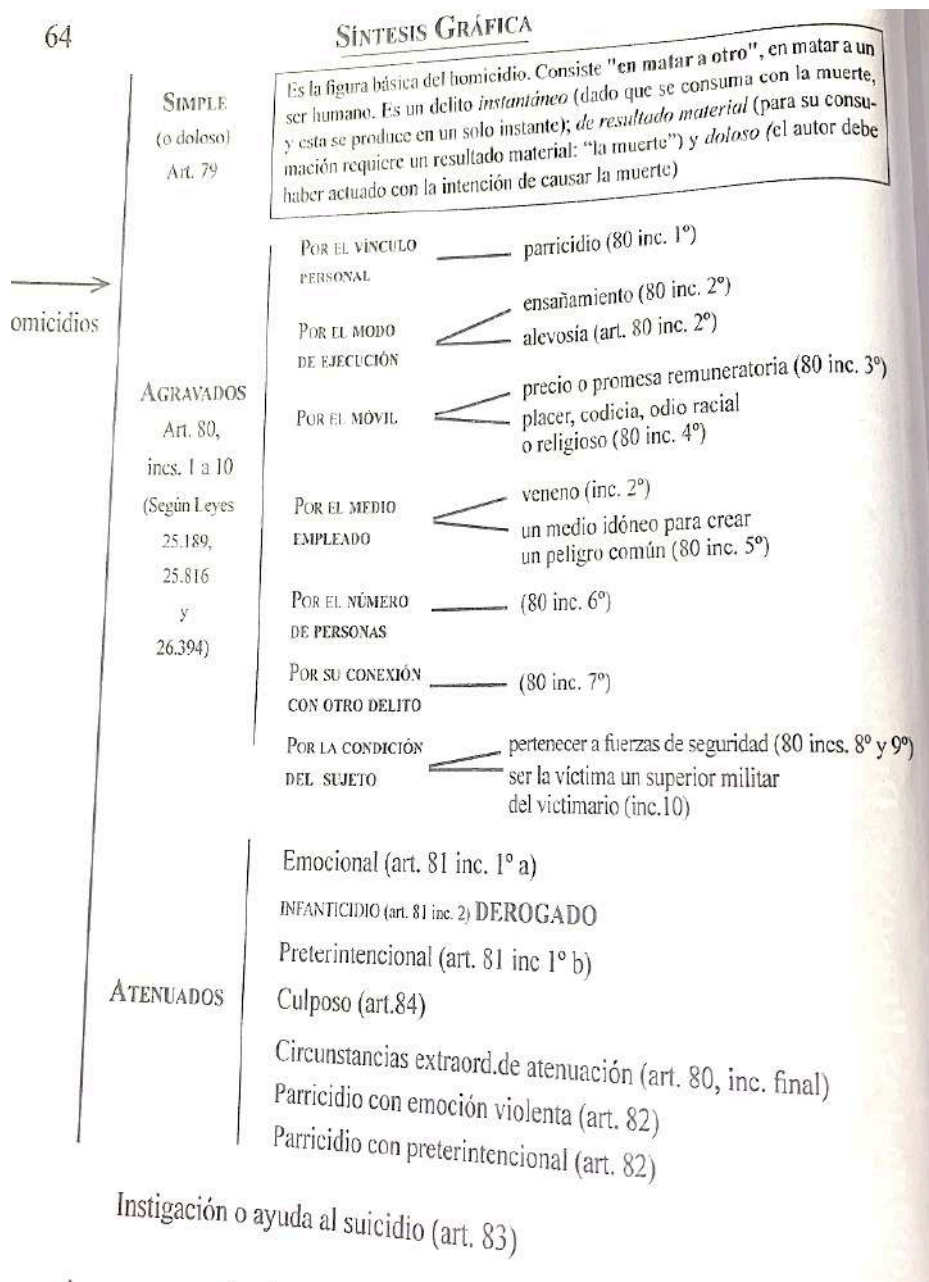 64
SÍNTESIS GRÁFICA
SIMPLE
(o doloso)
Art. 79
Es la figura básica del homicidio. Consiste "en matar a otro", en matar a un
ser humano. Es un delito instantáneo (dado que se consuma con la muerte,
y esta se produce en un solo instante); de resultado material (para su consu-
mación requiere un resultado material: "la muerte") y doloso (el autor debe
haber actuado con la intención de causar la muerte)
omicidios
AGRAVADOS
Art. 80,
incs. 1 a 10
(Según Leyes
25.189,
25.816
y
26.394)
POR EL VÍNCULO
PERSONAL
parricidio (80 inc. 1º)
POR EL MODO
DE EJECUCIÓN
ensañamiento (80 inc. 2º)
alevosía (art. 80 inc. 2º)
POR EL MÓVIL
precio o promesa remuneratoria (80 inc. 3º)
placer, codicia, odio racial
o religioso (80 inc. 4º)
POR EL MEDIO
EMPLEADO
veneno (inc. 2º)
un medio idóneo para crear
un peligro común (80 inc. 5º)
POR EL NÚMERO
DE PERSONAS
(80 inc. 6º)
POR SU CONEXIÓN
CON OTRO DELITO
(80 inc. 7º)
POR LA CONDICIÓN
DEL SUJETO
pertenecer a fuerzas de seguridad (80 incs. 8º y 9º)
ser la víctima un superior militar
del victimario (inc.10)
ATENUADOS
Emocional (art. 81 inc. 1º a)
INFANTICIDIO (art. 81 inc. 2) DEROGADO
Preterintencional (art. 81 inc 1º b)
Culposo (art.84)
Circunstancias extraord.de atenuación (art. 80, inc. final)
Parricidio con emoción violenta (art. 82)
Parricidio con preterintencional (art. 82)
Instigación o ayuda al suicidio (art. 83)